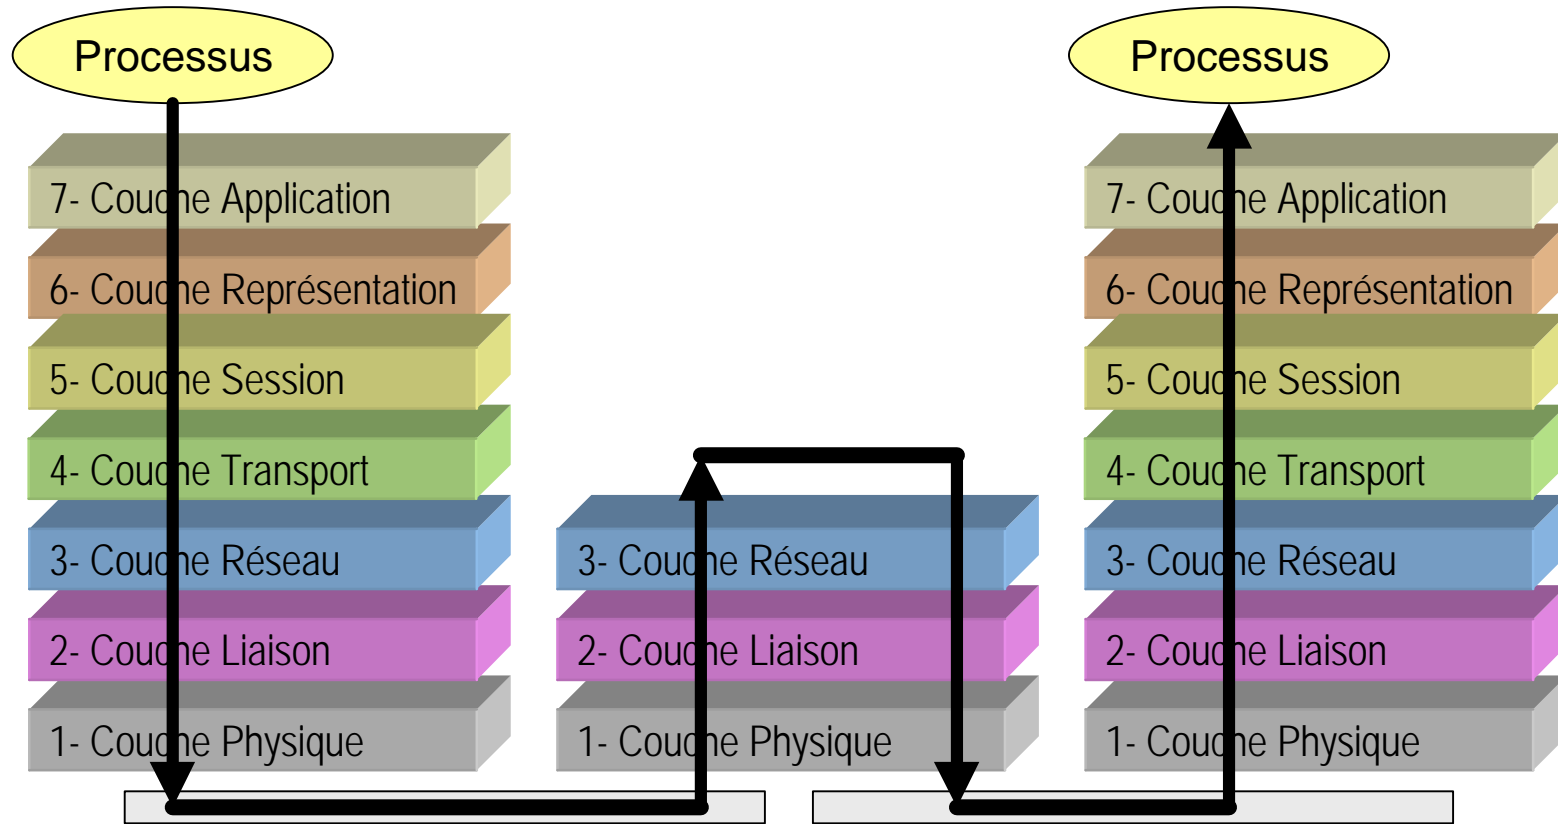 Processus
7- Couche Application
6- Couche Représentation
5- Couche Session
4- Couche Transport
3- Couche Réseau
2- Couche Liaison
1- Couche Physique
3- Couche Réseau
2- Couche Liaison
1- Couche Physique
Processus
7- Couche Application
6- Couche Représentation
5- Couche Session
4- Couche Transport
3- Couche Réseau
2- Couche Liaison
1- Couche Physique